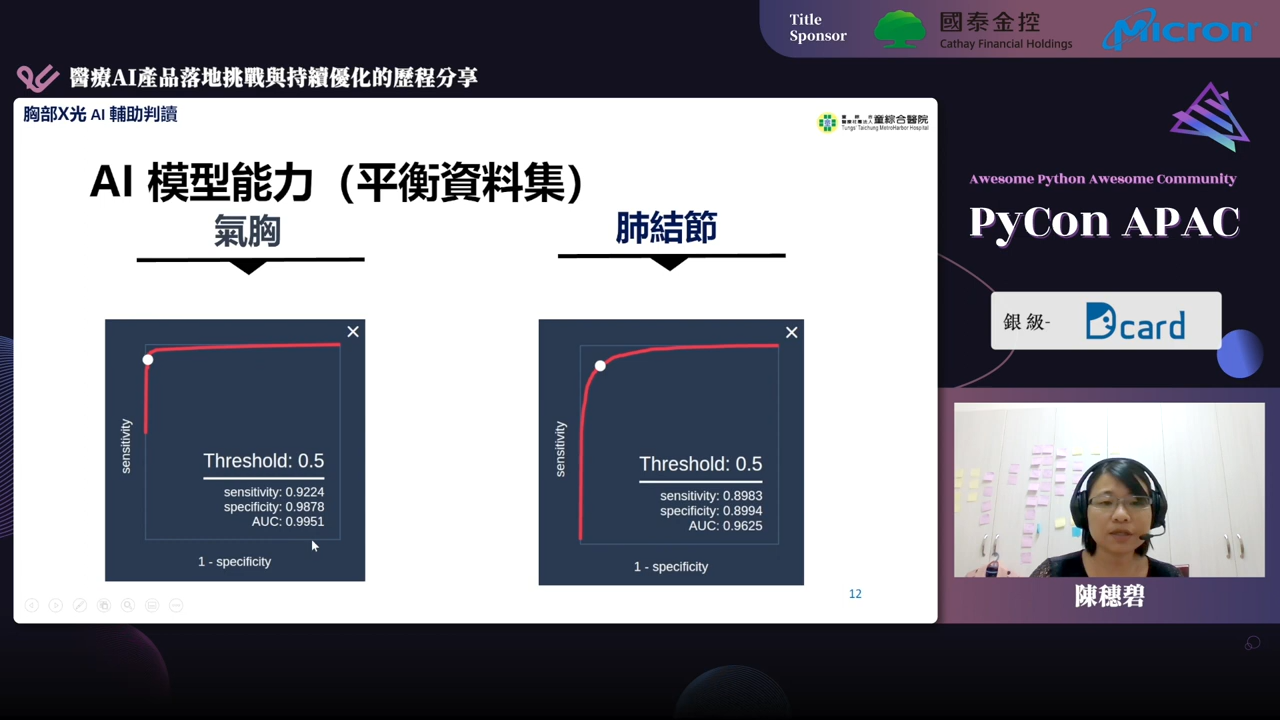 Title
Sponsor
國泰金控
Cathay Financial Holdings
Micron
醫療AI產品落地挑戰與持續優化的歷程分享
胸部X光 AI 輔助判讀
童綜合醫院
Tungs' Taichung MetroHarbor Hospital
AI 模型能力（平衡資料集）
氣胸
肺結節
sensitivity
Threshold: 0.5
sensitivity: 0.9224
specificity: 0.9878
AUC: 0.9951
1 - specificity
sensitivity
Threshold: 0.5
sensitivity: 0.8983
specificity: 0.8994
AUC: 0.9625
1 - specificity
12
Awesome Python Awesome Community
PyCon APAC
銀 級-
Dcard
陳穗碧